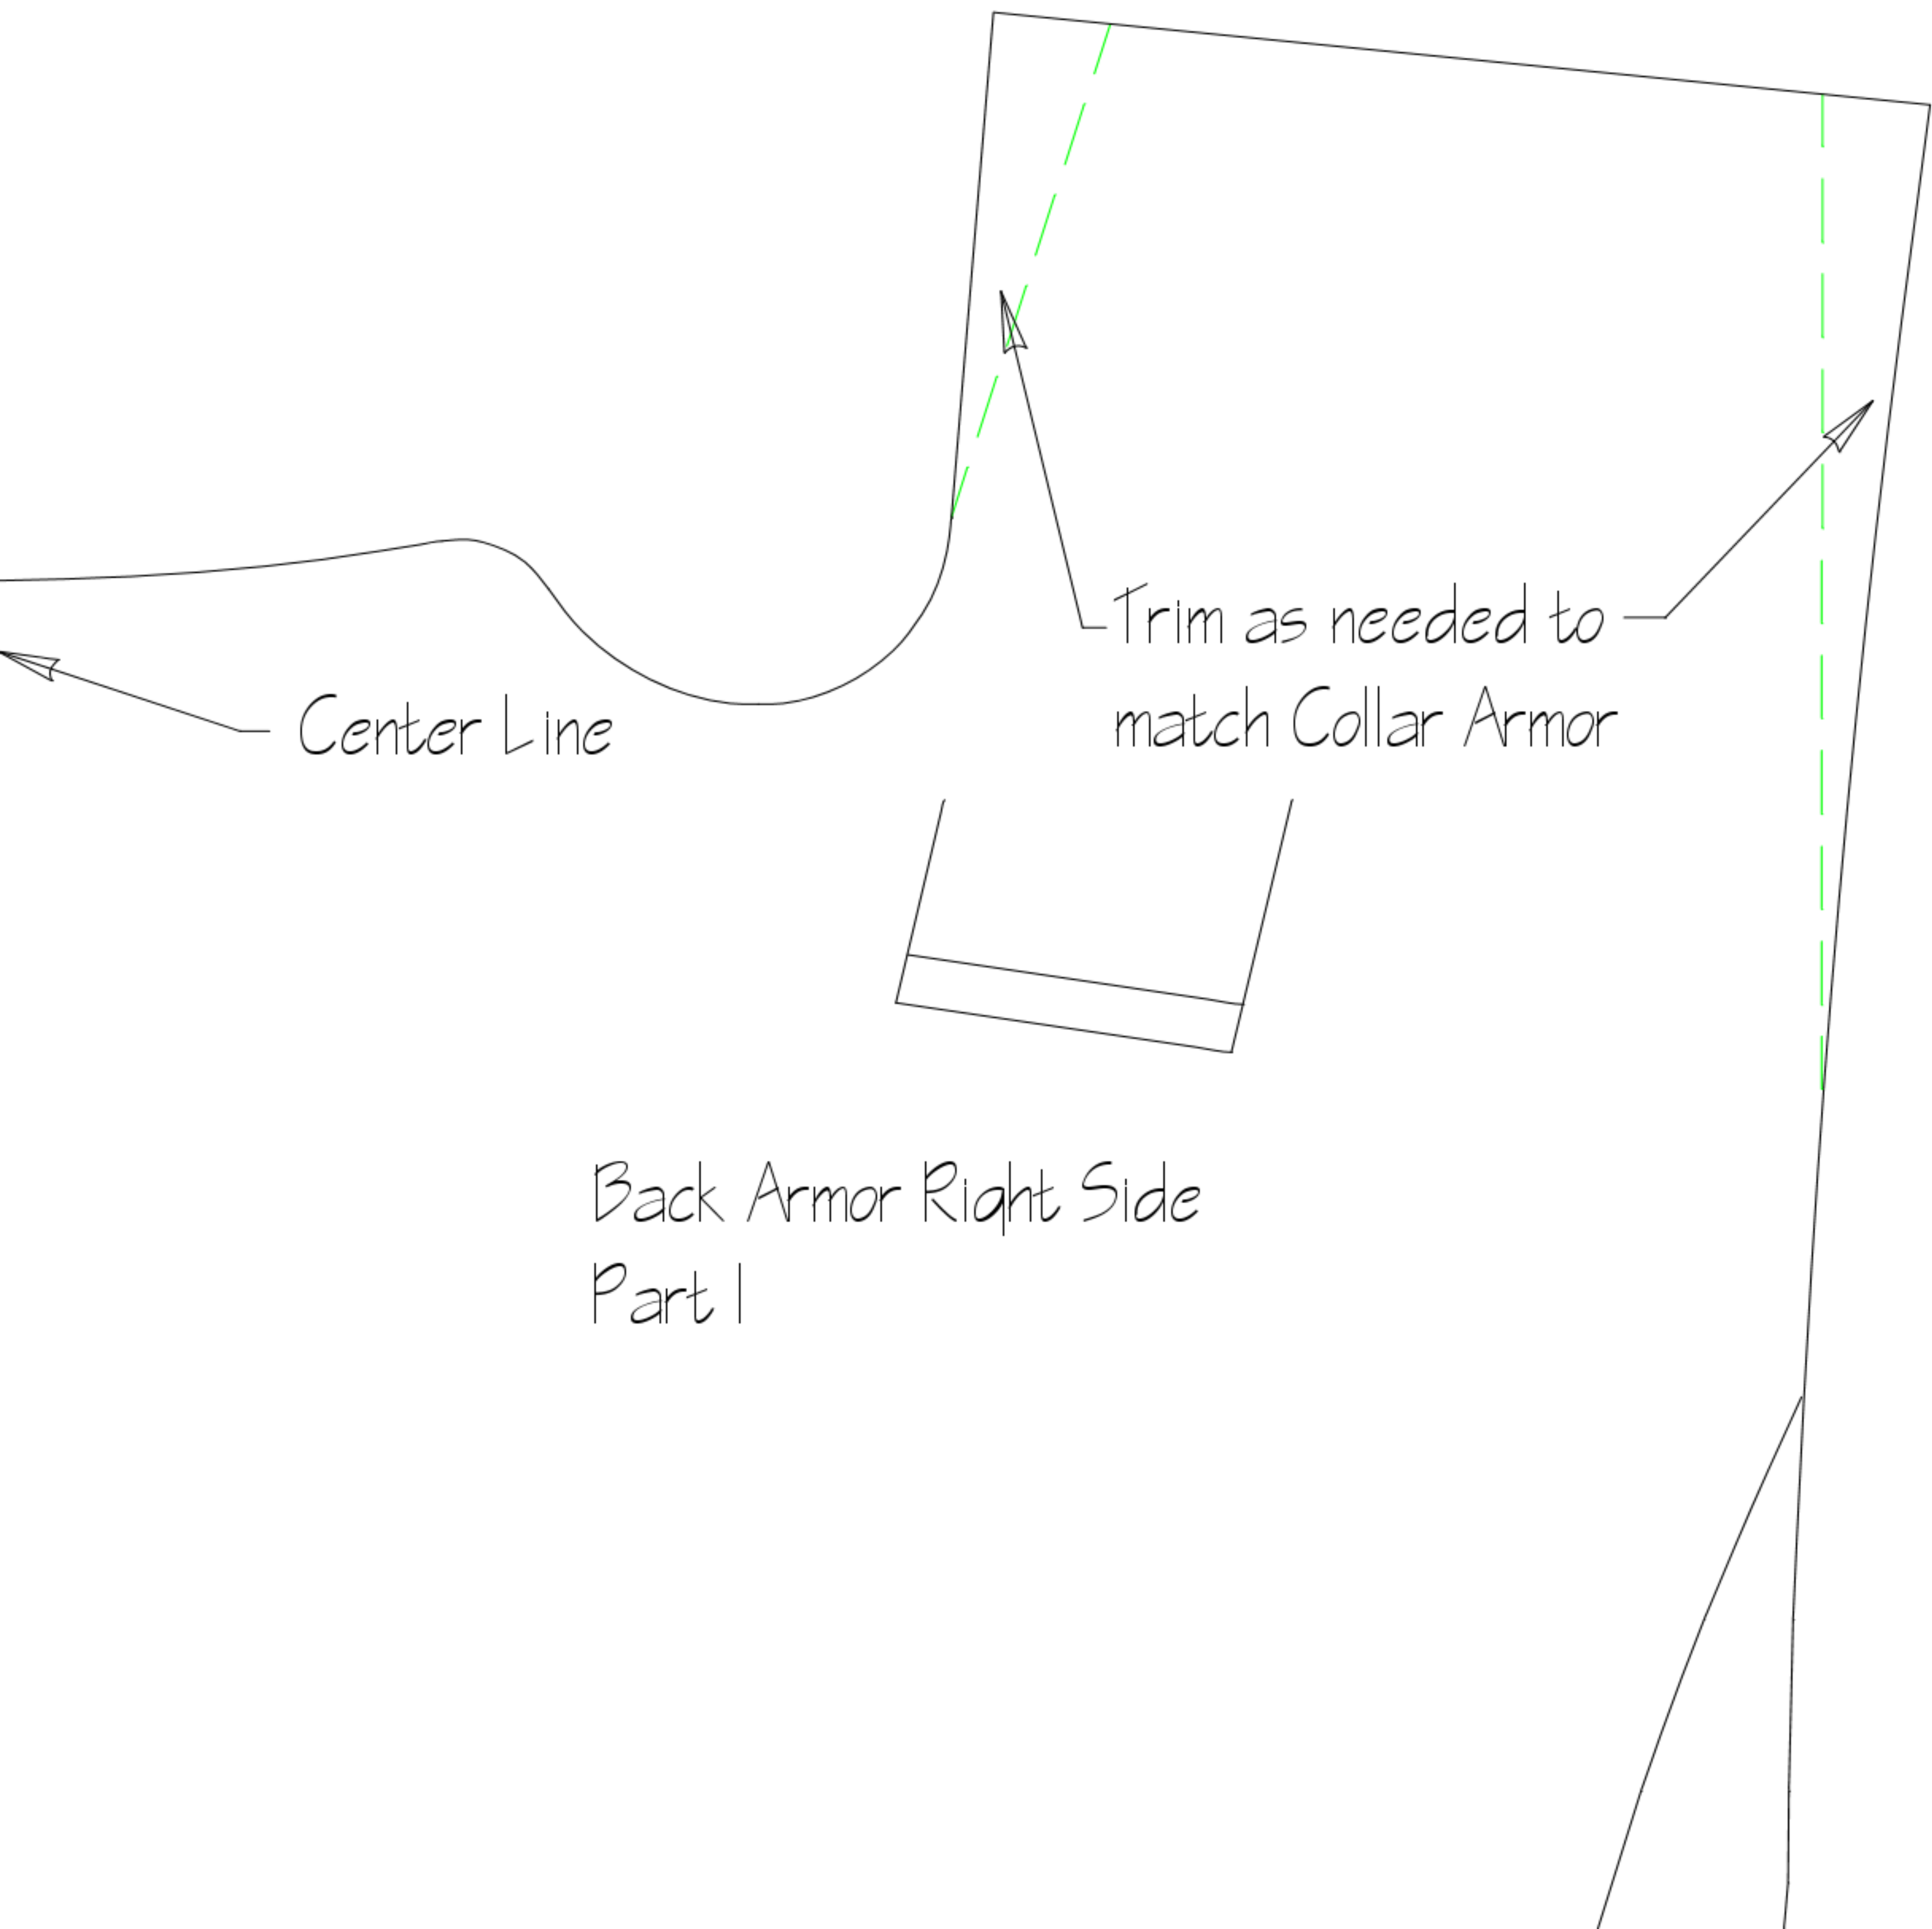 Trim as needed to
match Collar Armor
Center Line
Back Armor Right Side
Part 1